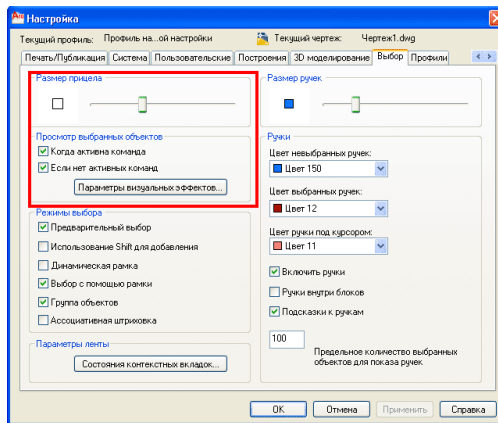 Настройка
Текущий профиль: Профиль на...ой настройки Текущий чертеж: Чертеж1.dwg
Печать/Публикация Система Пользовательские Построения 3D моделирование Выбор Профили
Размер прицела
Размер ручек
Просмотр выбранных объектов
Когда активна команда
Если нет активных команд
Параметры визуальных эффектов...
Режимы выбора
Предварительный выбор
Использование Shift для добавления
Динамическая рамка
Выбор с помощью рамки
Группа объектов
Ассоциативная штриховка
Параметры ленты
Состояния контекстных вкладок...
Ручки
Цвет невыбранных ручек:
Цвет 150
Цвет выбранных ручек:
Цвет 12
Цвет ручки под курсором:
Цвет 11
Включить ручки
Ручки внутри блоков
Подсказки к ручкам
100
Предельное количество выбранных
объектов для показа ручек
OK Отмена Применить Справка